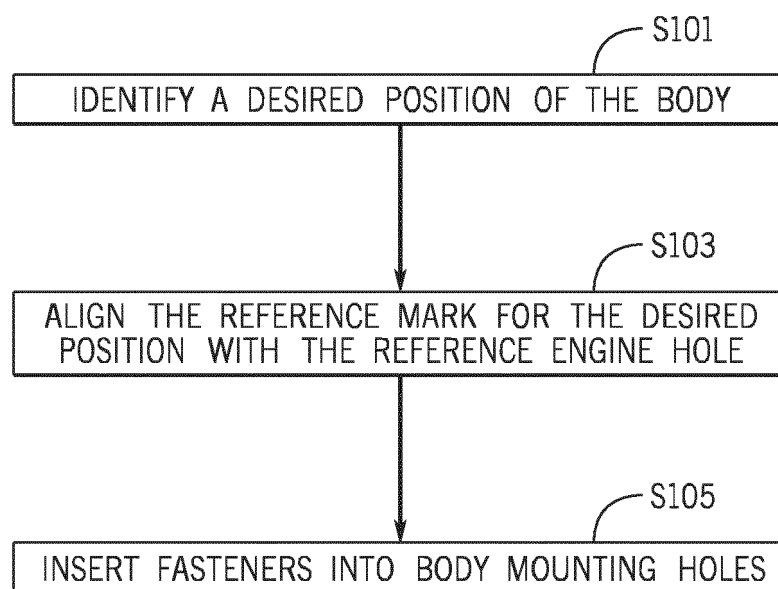 S101
IDENTIFY A DESIRED POSITION OF THE BODY
S103
ALIGN THE REFERENCE MARK FOR THE DESIRED
POSITION WITH THE REFERENCE ENGINE HOLE
S105
INSERT FASTENERS INTO BODY MOUNTING HOLES